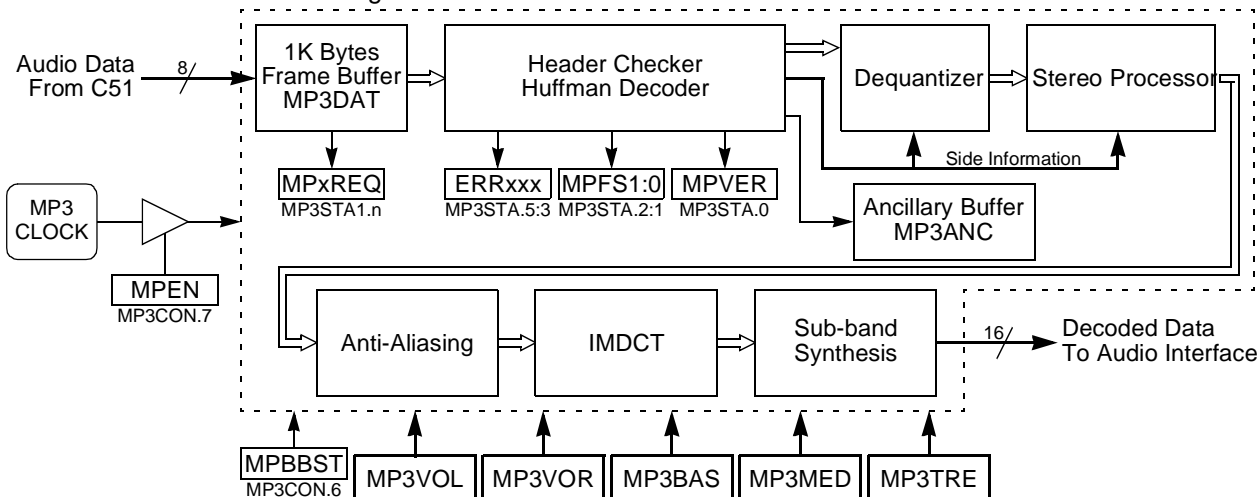 Audio Data
From C51
8
1K Bytes
Frame Buffer
MP3DAT
Header Checker
Huffman Decoder
Dequantizer
Stereo Processor
Side Information
MPxREQ
MP3STA1.n
ERRxxx
MP3STA.5:3
MPFS1:0
MP3STA.2:1
MPVER
MP3STA.0
Ancillary Buffer
MP3ANC
MP3
CLOCK
MPEN
MP3CON.7
Anti-Aliasing
IMDCT
Sub-band
Synthesis
16
Decoded Data
To Audio Interface
MPBBST
MP3CON.6
MP3VOL
MP3VOR
MP3BAS
MP3MED
MP3TRE